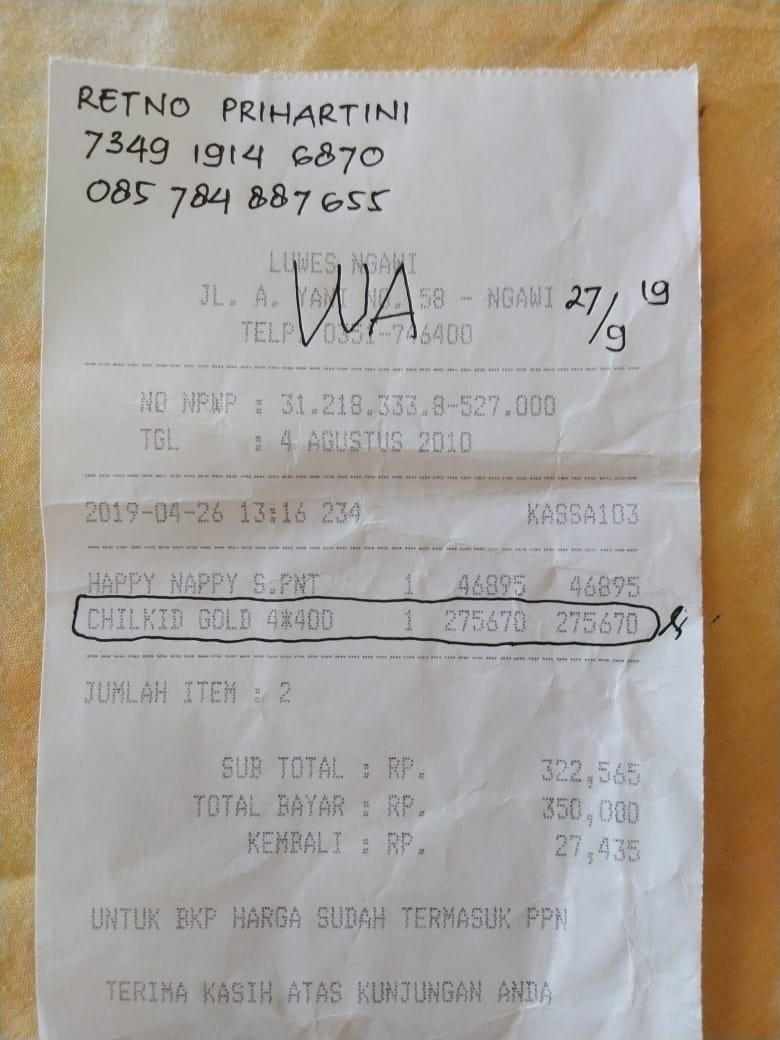 RETNO PRIHARTINI
7349 1914 6870
085 784 887 655
LUWES NGAWI
JL. A. YANI NO. 58 - NGAWI
TELP. 0351-746400
WA
27/9 19
NO NPWP : 31.218.333.8-527.000
TGL : 4 AGUSTUS 2010
2019-04-26 13:16 234 KASSA103
HAPPY NAPPY S.PNT 1 46895 46895
CHILKID GOLD 4*400 1 275670 275670
JUMLAH ITEM : 2
SUB TOTAL : RP. 322,565
TOTAL BAYAR : RP. 350,000
KEMBALI : RP. 27,435
UNTUK BKP HARGA SUDAH TERMASUK PPN
TERIMA KASIH ATAS KUNJUNGAN ANDA